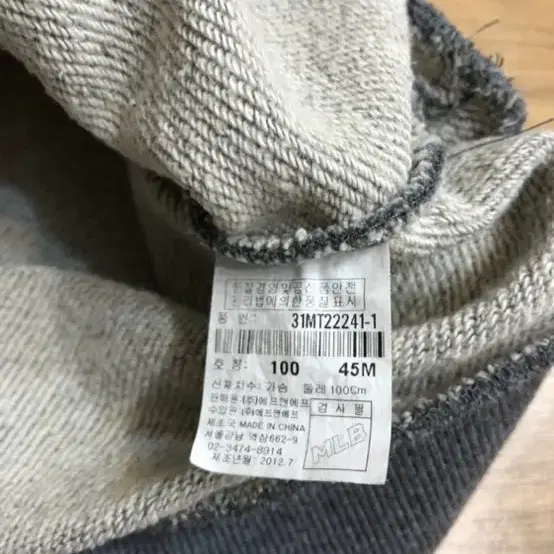 품질경영및공산품안전
관리법에의한품질표시
품 번: 31MT22241-1
호 칭: 100 45M
신체치수: 가슴 둘레 100Cm
판매원 (주)에프앤에프
수입원 (주)에프앤에프
제조국 MADE IN CHINA
서울강남 역삼662-9
02-3474-8914
제조년월: 2012.7
검 사 필
MLB